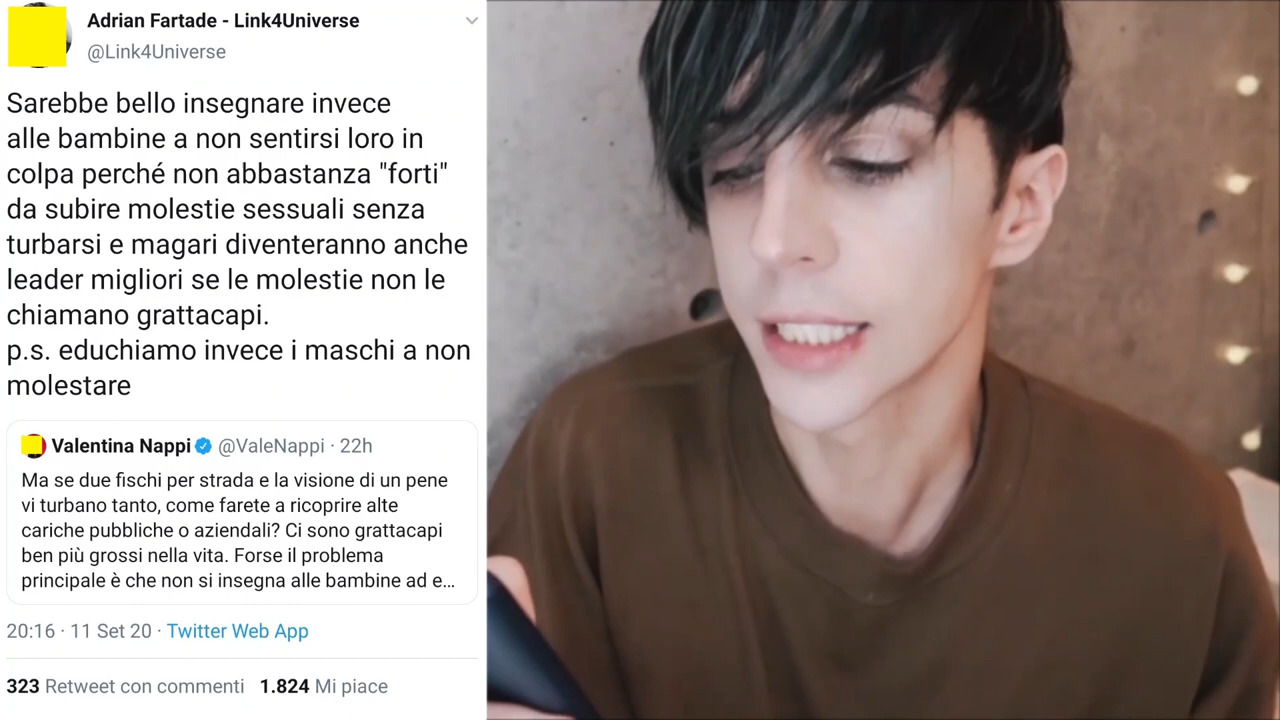 Adrian Fartade - Link4Universe
@Link4Universe
Sarebbe bello insegnare invece
alle bambine a non sentirsi loro in
colpa perché non abbastanza "forti"
da subire molestie sessuali senza
turbarsi e magari diventeranno anche
leader migliori se le molestie non le
chiamano grattacapi.
p.s. educhiamo invece i maschi a non
molestare
Valentina Nappi @ValeNappi · 22h
Ma se due fischi per strada e la visione di un pene
vi turbano tanto, come farete a ricoprire alte
cariche pubbliche o aziendali? Ci sono grattacapi
ben più grossi nella vita. Forse il problema
principale è che non si insegna alle bambine ad e...
20:16 · 11 Set 20 · Twitter Web App
323 Retweet con commenti 1.824 Mi piace